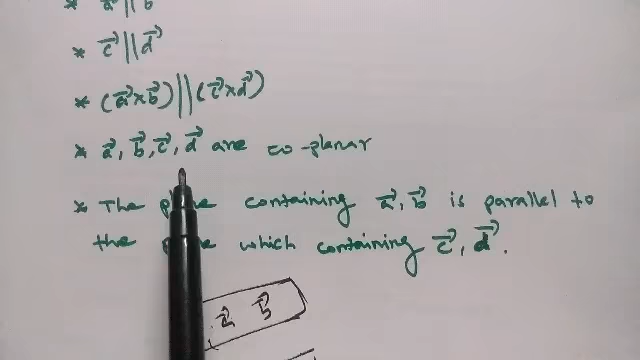 * a⃗ || b⃗
* c⃗ || d⃗
* (a⃗ × b⃗) || (c⃗ × d⃗)
* a⃗, b⃗, c⃗, d⃗ are co-planar
* The containing a⃗, b⃗ is parallel to
the which containing c⃗, d⃗.
a⃗ b⃗